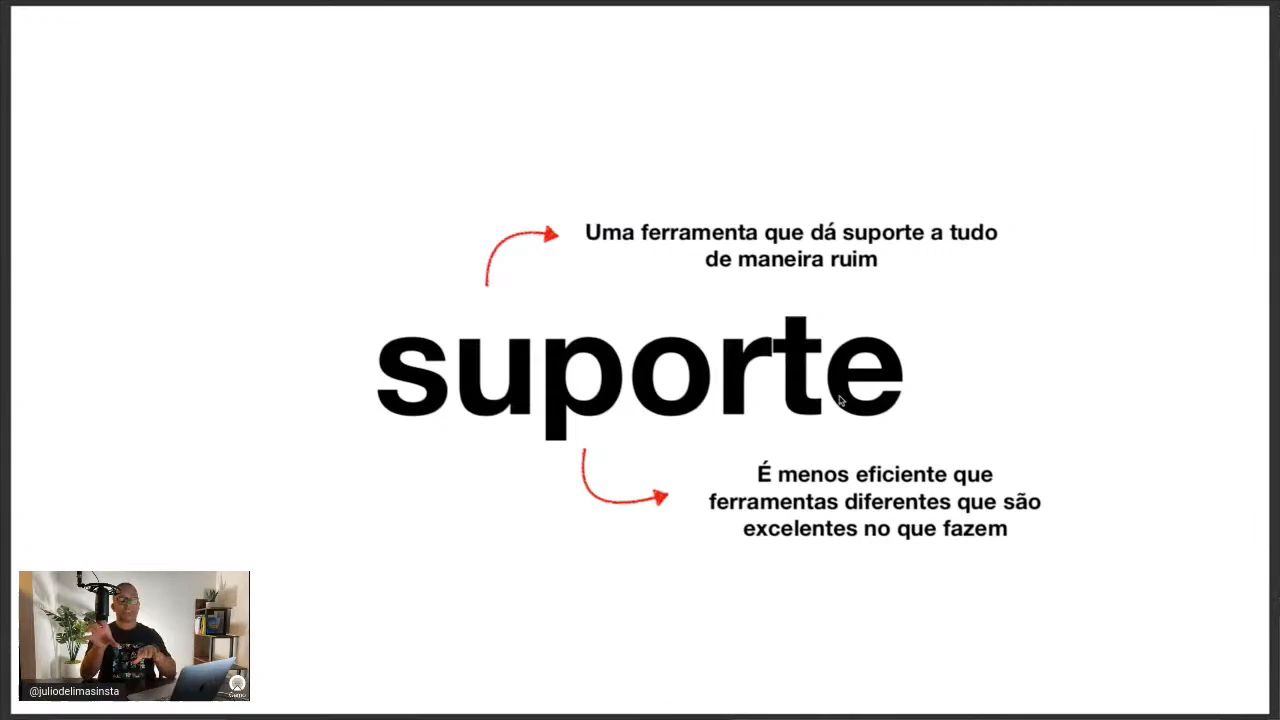 Uma ferramenta que dá suporte a tudo
de maneira ruim
suporte
É menos eficiente que
ferramentas diferentes que são
excelentes no que fazem
@juliodelimasinsta